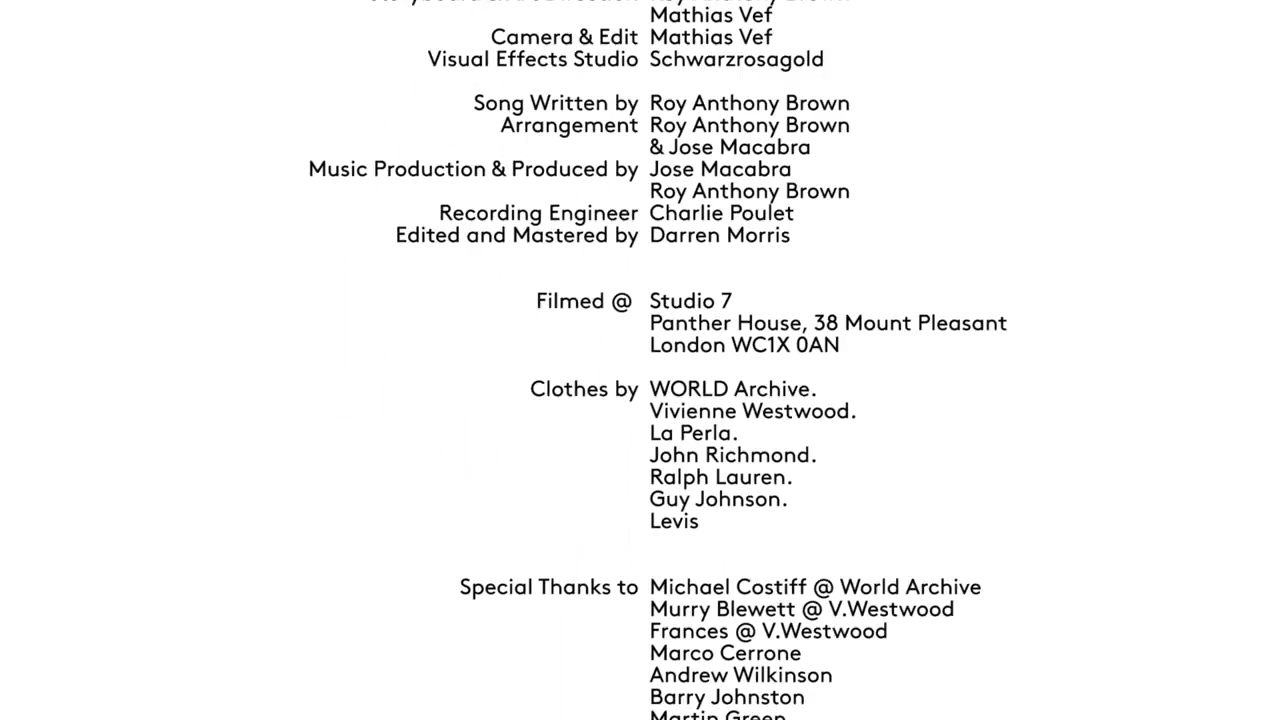 Mathias Vef
Camera & Edit Mathias Vef
Visual Effects Studio Schwarzrosagold
Song Written by Roy Anthony Brown
Arrangement Roy Anthony Brown
& Jose Macabra
Music Production & Produced by Jose Macabra
Roy Anthony Brown
Recording Engineer Charlie Poulet
Edited and Mastered by Darren Morris
Filmed @ Studio 7
Panther House, 38 Mount Pleasant
London WC1X 0AN
Clothes by WORLD Archive.
Vivienne Westwood.
La Perla.
John Richmond.
Ralph Lauren.
Guy Johnson.
Levis
Special Thanks to Michael Costiff @ World Archive
Murry Blewett @ V.Westwood
Frances @ V.Westwood
Marco Cerrone
Andrew Wilkinson
Barry Johnston
Martin Green